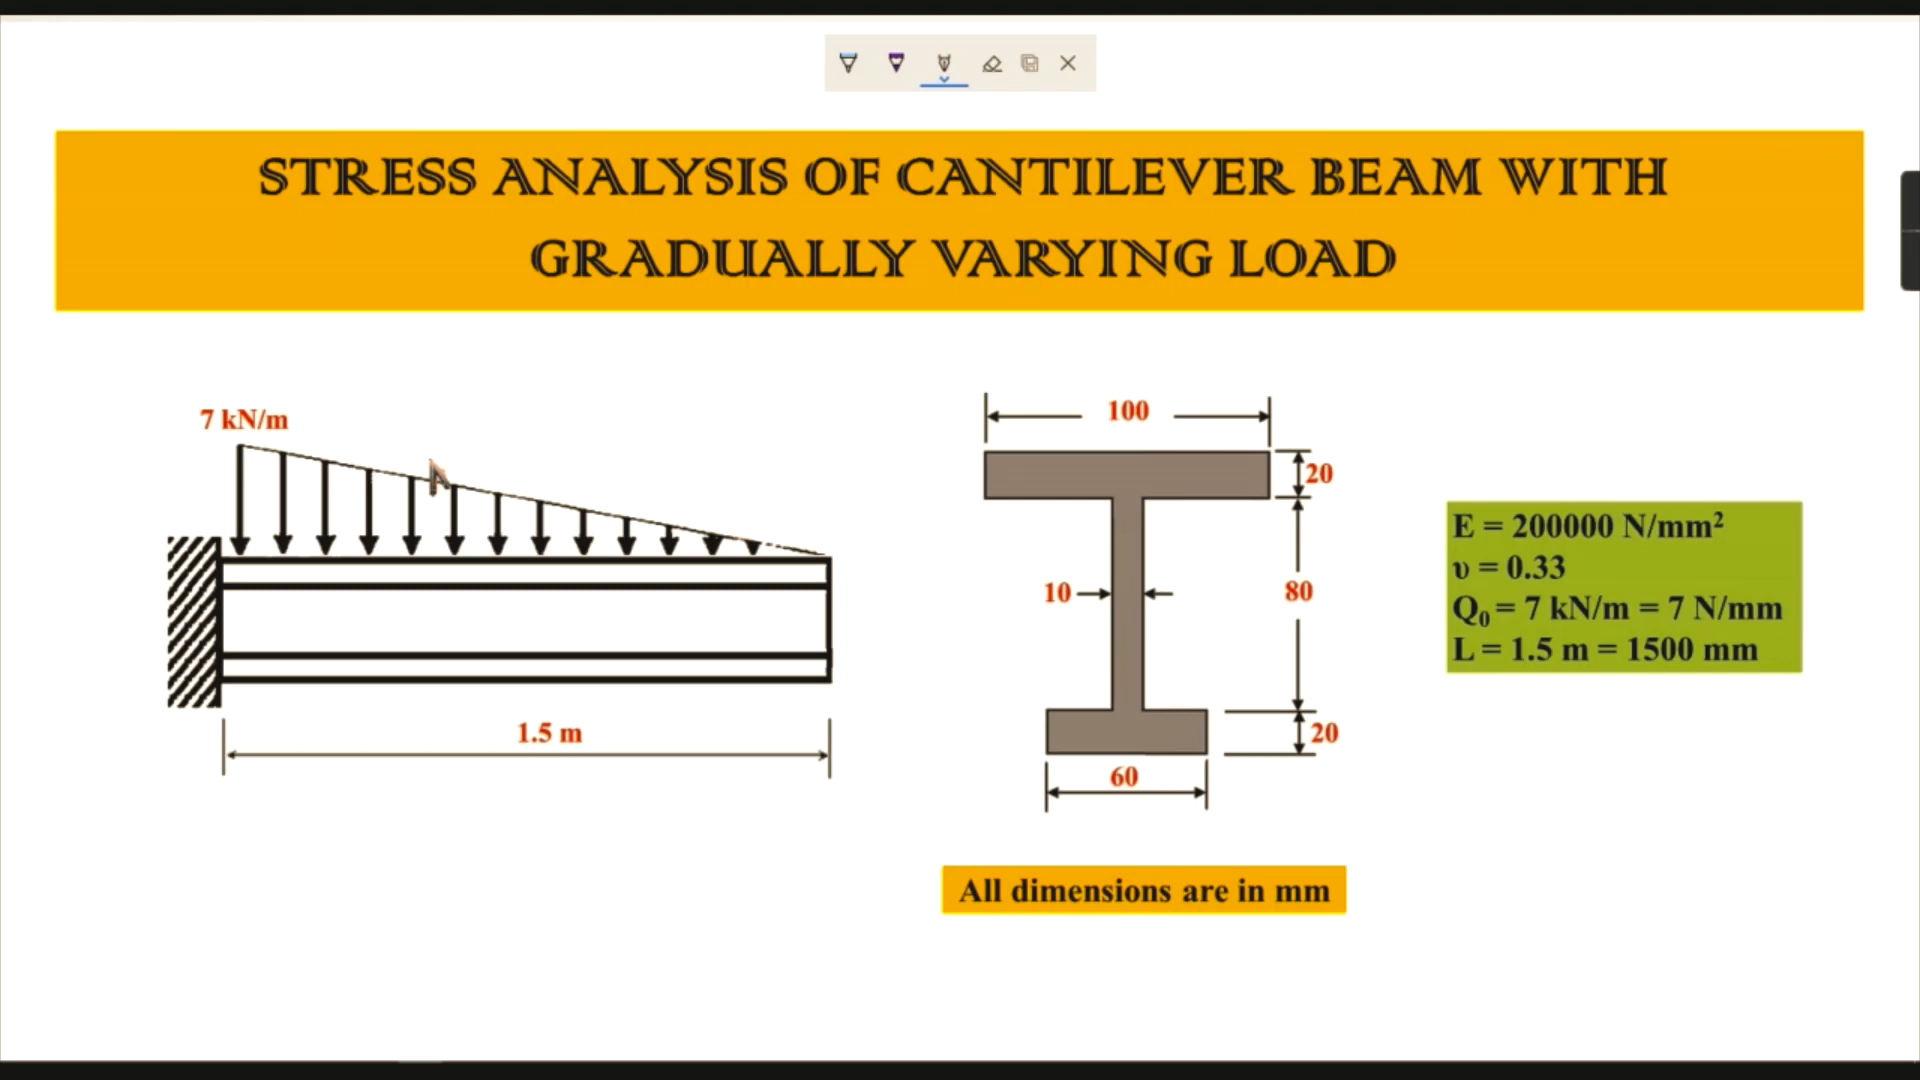 STRESS ANALYSIS OF CANTILEVER BEAM WITH
GRADUALLY VARYING LOAD
7 kN/m
1.5 m
100
20
10
80
20
60
E = 200000 N/mm²
υ = 0.33
Q₀ = 7 kN/m = 7 N/mm
L = 1.5 m = 1500 mm
All dimensions are in mm